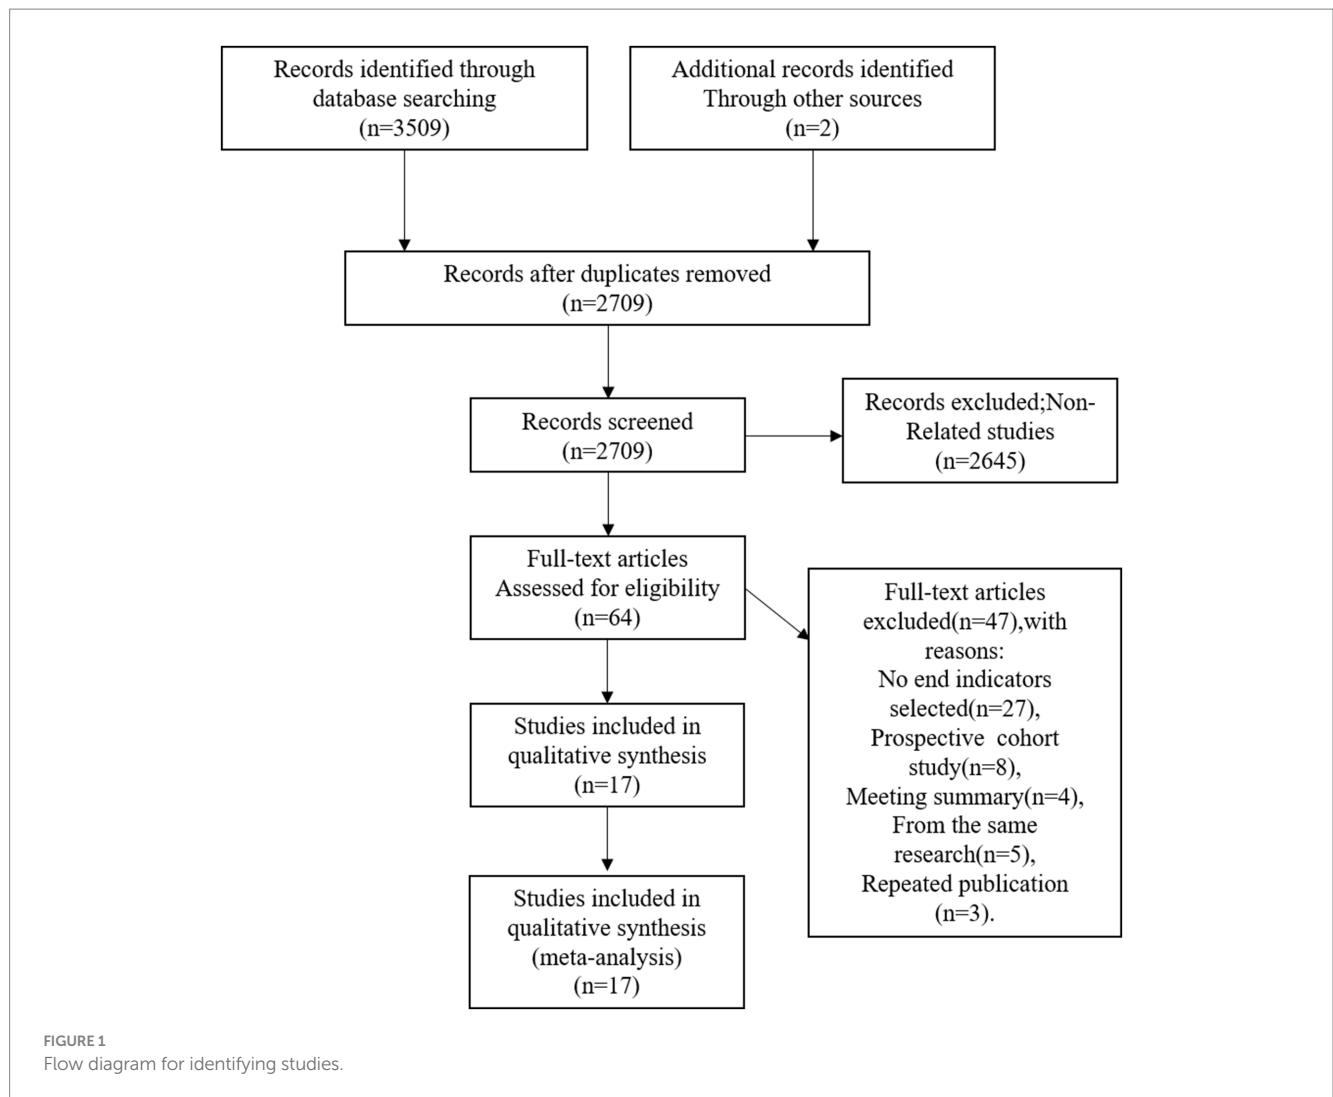 Records identified through
database searching
(n=3509)
Additional records identified
Through other sources
(n=2)
Records after duplicates removed
(n=2709)
Records screened
(n=2709)
Records excluded;Non-
Related studies
(n=2645)
Full-text articles
Assessed for eligibility
(n=64)
Full-text articles
excluded(n=47),with
reasons:
No end indicators
selected(n=27),
Prospective cohort
study(n=8),
Meeting summary(n=4),
From the same
research(n=5),
Repeated publication
(n=3).
Studies included in
qualitative synthesis
(n=17)
Studies included in
qualitative synthesis
(meta-analysis)
(n=17)
FIGURE 1
Flow diagram for identifying studies.